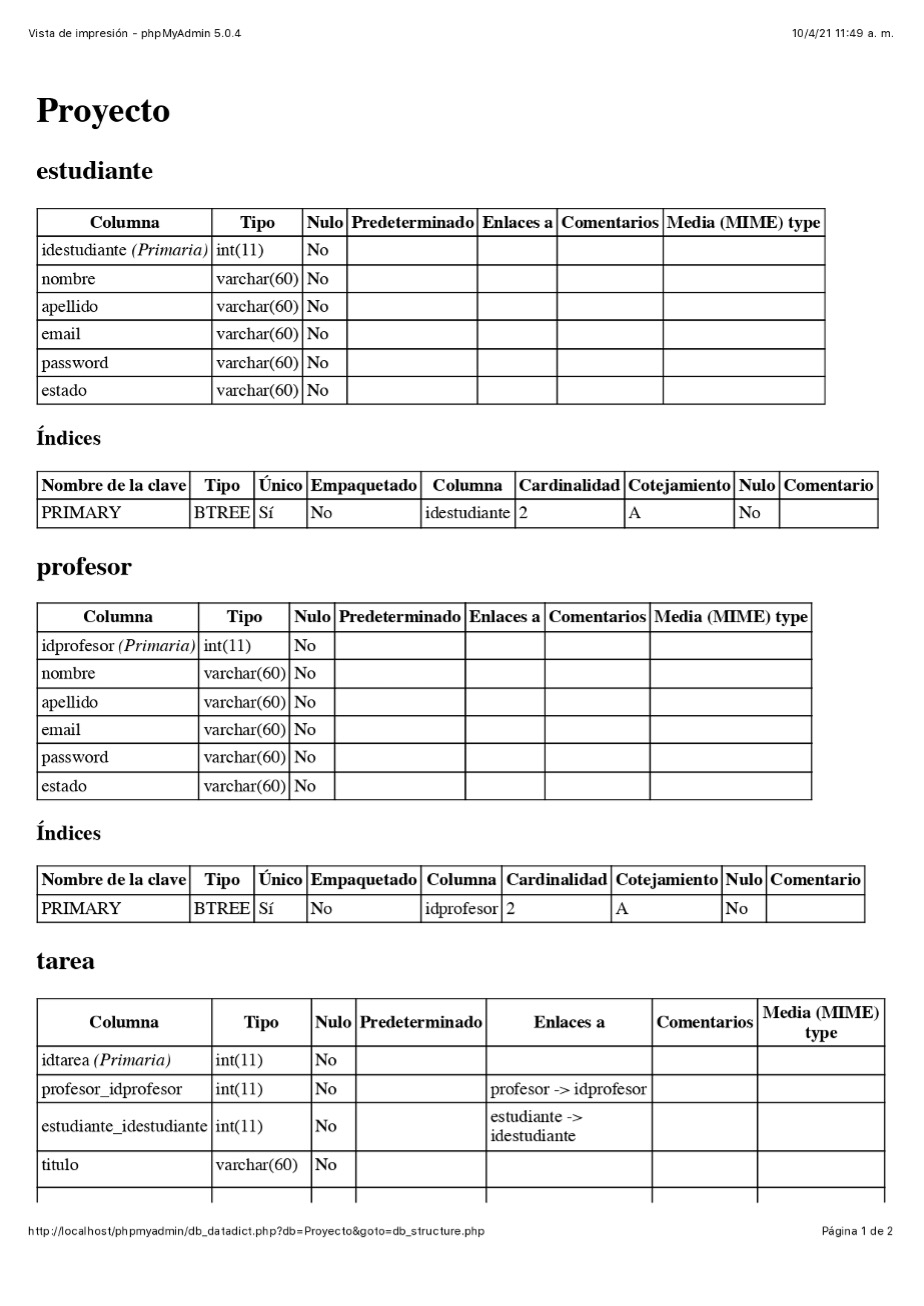 Vista de impresión - phpMyAdmin 5.0.4 10/4/21 11:49 a. m.
Proyecto
estudiante
Columna Tipo Nulo Predeterminado Enlaces a Comentarios Media (MIME) type
idestudiante (Primaria) int(11) No
nombre varchar(60) No
apellido varchar(60) No
email varchar(60) No
password varchar(60) No
estado varchar(60) No
Índices
Nombre de la clave Tipo Único Empaquetado Columna Cardinalidad Cotejamiento Nulo Comentario
PRIMARY BTREE Sí No idestudiante 2 A No
profesor
Columna Tipo Nulo Predeterminado Enlaces a Comentarios Media (MIME) type
idprofesor (Primaria) int(11) No
nombre varchar(60) No
apellido varchar(60) No
email varchar(60) No
password varchar(60) No
estado varchar(60) No
Índices
Nombre de la clave Tipo Único Empaquetado Columna Cardinalidad Cotejamiento Nulo Comentario
PRIMARY BTREE Sí No idprofesor 2 A No
tarea
Columna Tipo Nulo Predeterminado Enlaces a Comentarios Media (MIME)
type
idtarea (Primaria) int(11) No
profesor_idprofesor int(11) No profesor -> idprofesor
estudiante_idestudiante int(11) No estudiante ->
idestudiante
titulo varchar(60) No
http://localhost/phpmyadmin/db_datadict.php?db=Proyecto&goto=db_structure.php Página 1 de 2